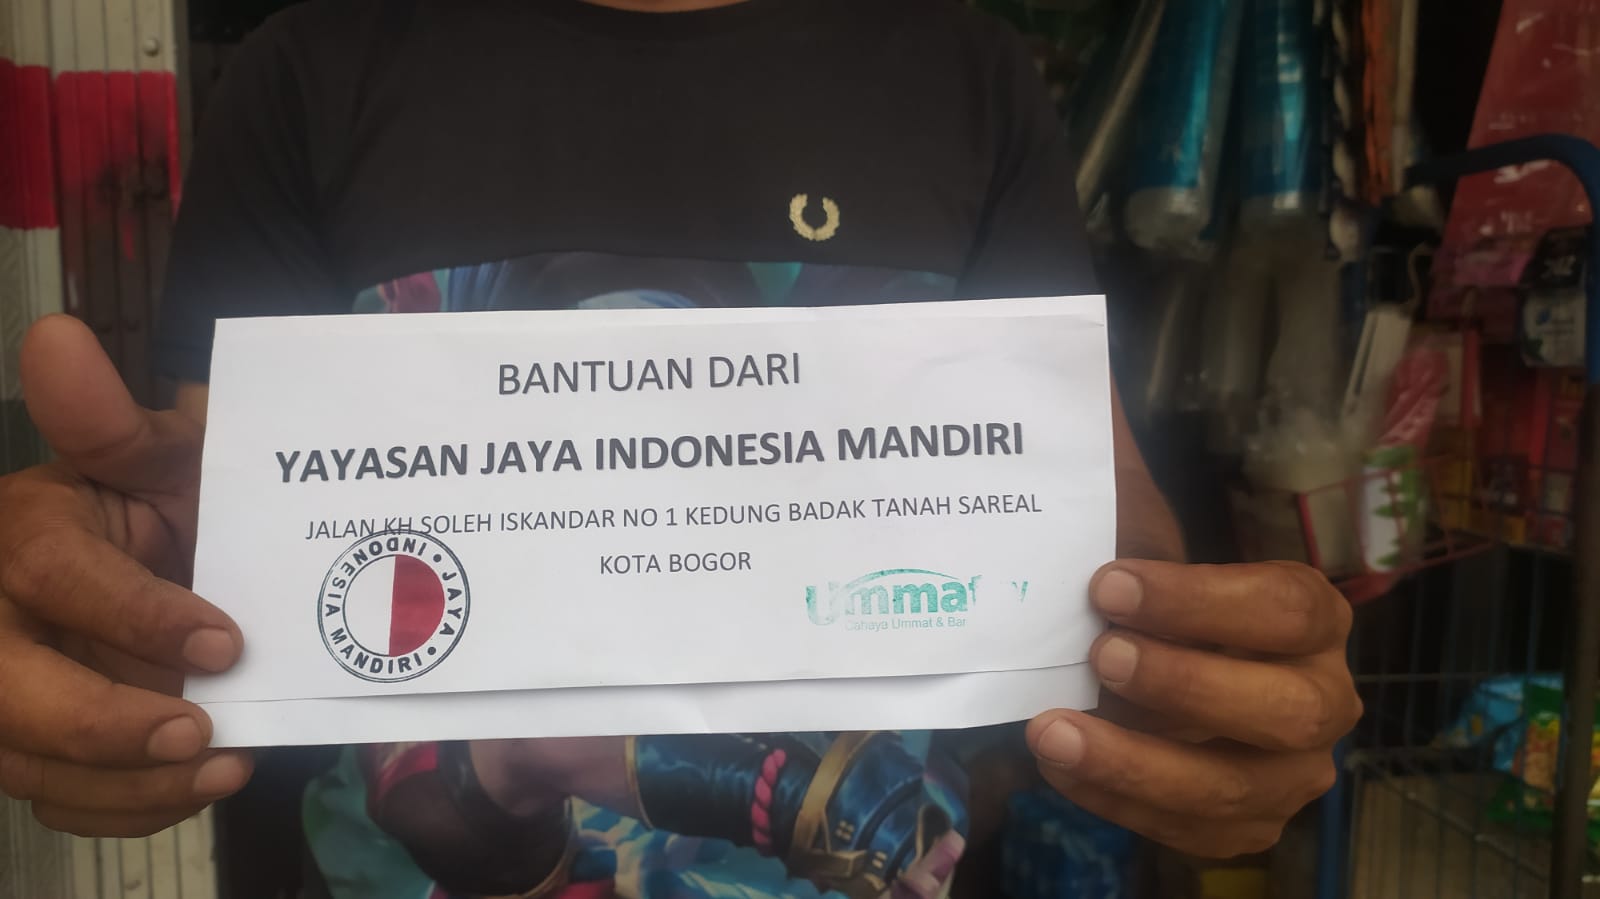 BANTUAN DARI
YAYASAN JAYA INDONESIA MANDIRI
JALAN KH SOLEH ISKANDAR NO 1 KEDUNG BADAK TANAH SAREAL
KOTA BOGOR
INDONESIA MANDIRI • JAYA •
Cahaya Ummat &